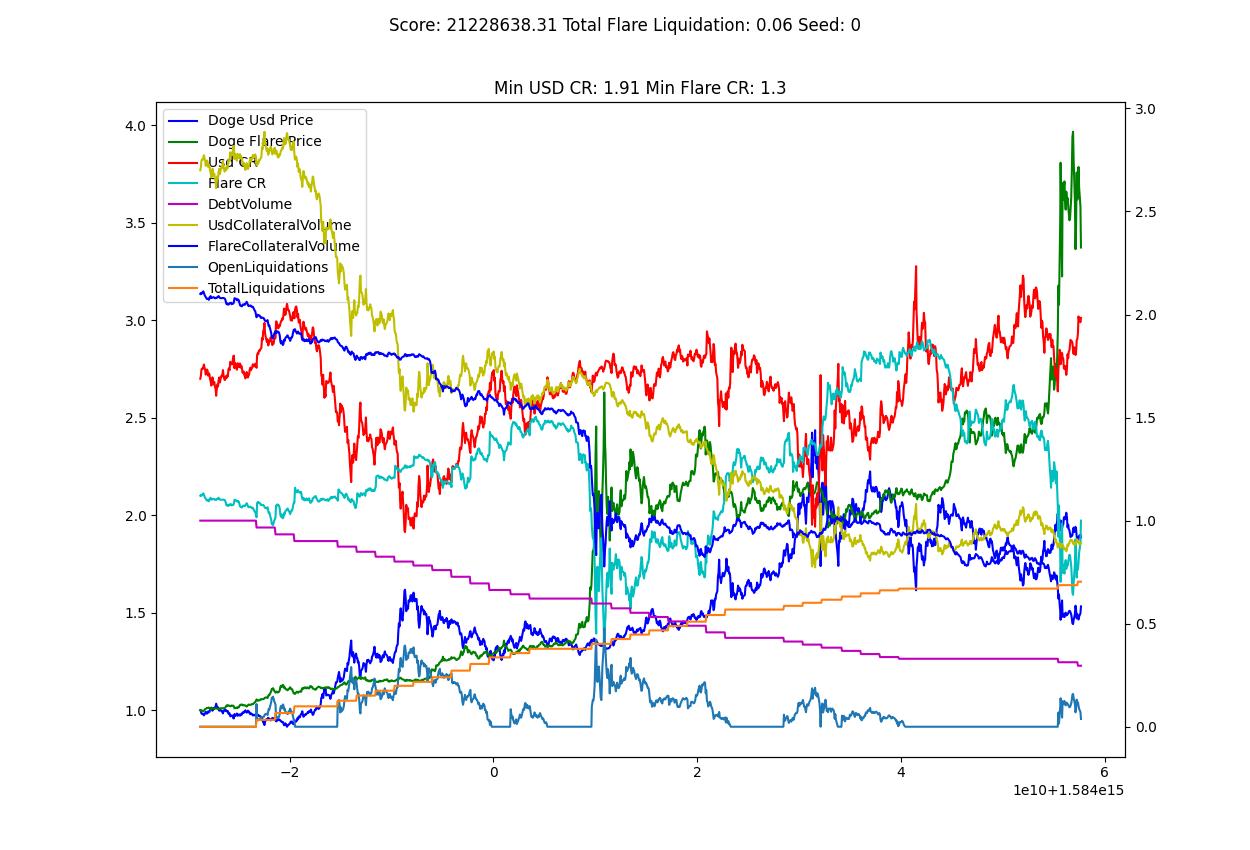 Score: 21228638.31 Total Flare Liquidation: 0.06 Seed: 0
Min USD CR: 1.91 Min Flare CR: 1.3
Doge Usd Price
Doge Flare Price
Usd CR
Flare CR
DebtVolume
UsdCollateralVolume
FlareCollateralVolume
OpenLiquidations
TotalLiquidations
4.0
3.5
3.0
2.5
2.0
1.5
1.0
3.0
2.5
2.0
1.5
1.0
0.5
0.0
−2 0 2 4 6
1e10+1.584e15